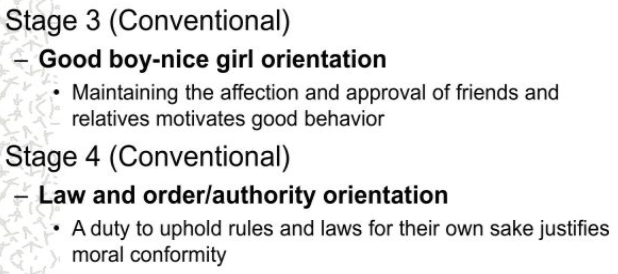 Stage 3 (Conventional)
– Good boy-nice girl orientation
• Maintaining the affection and approval of friends and
relatives motivates good behavior
Stage 4 (Conventional)
– Law and order/authority orientation
• A duty to uphold rules and laws for their own sake justifies
moral conformity